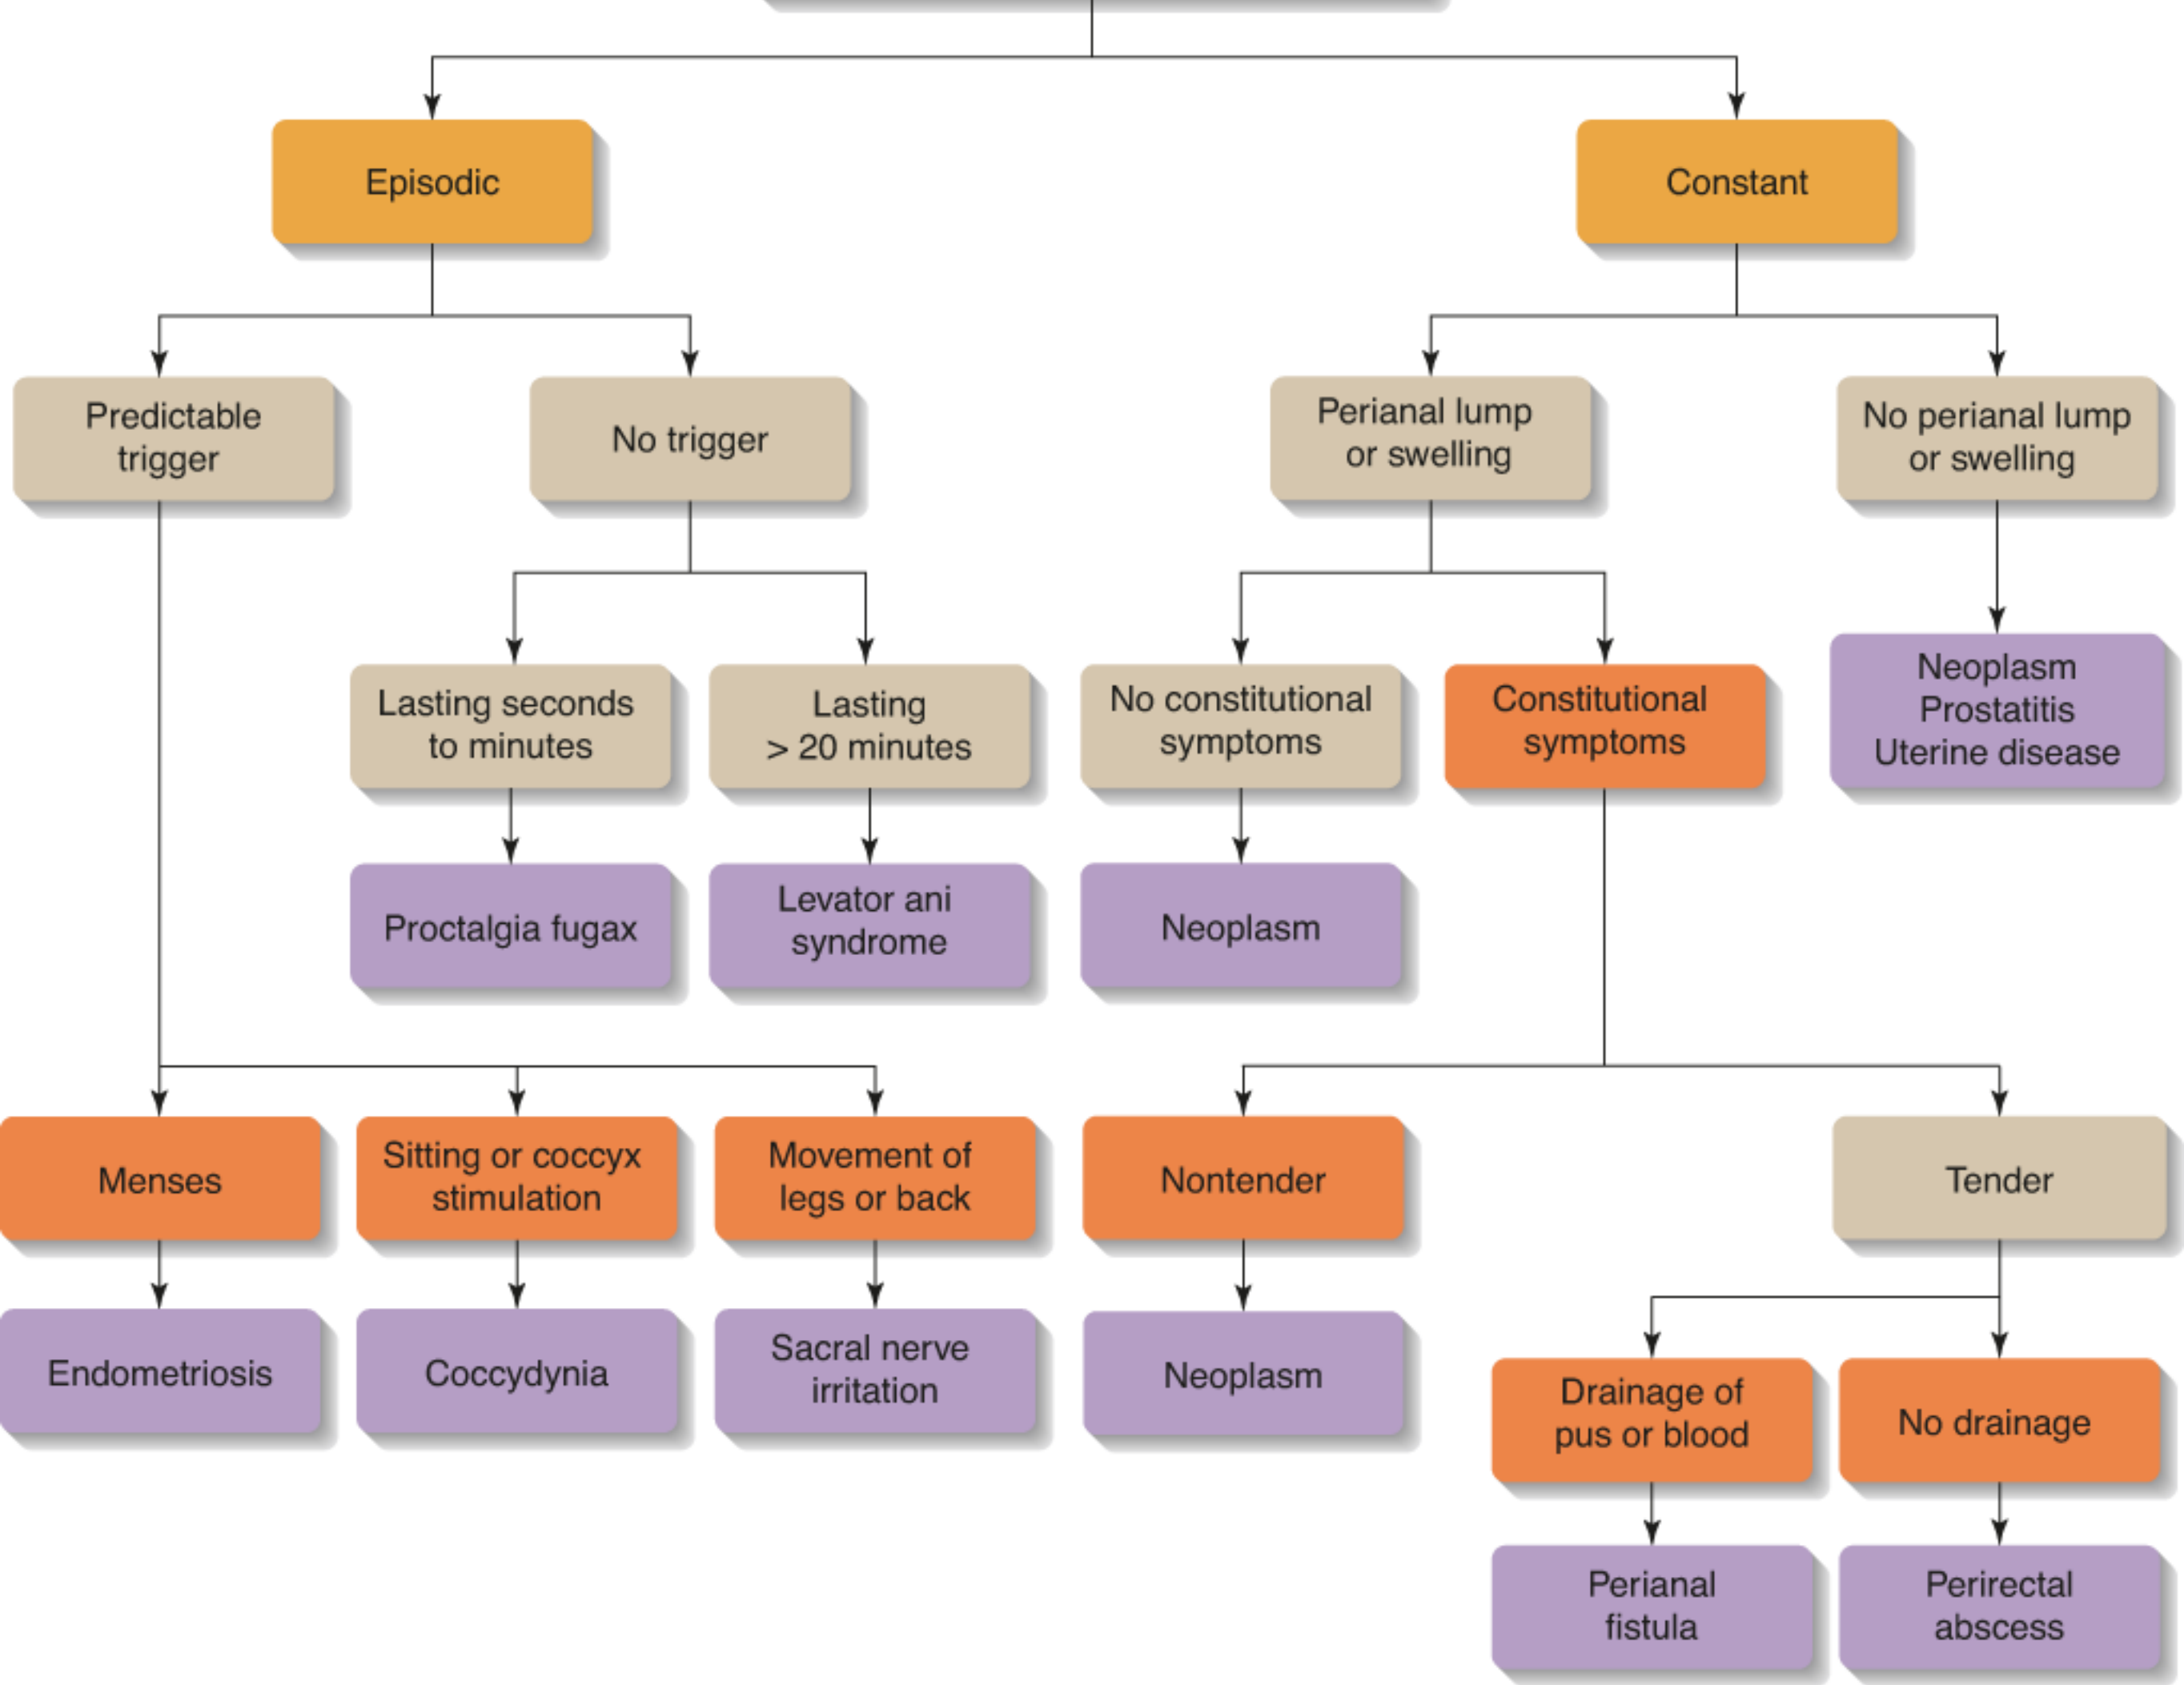 Episodic
Constant
Predictable
trigger
No trigger
Perianal lump
or swelling
No perianal lump
or swelling
Lasting seconds
to minutes
Lasting
> 20 minutes
No constitutional
symptoms
Constitutional
symptoms
Neoplasm
Prostatitis
Uterine disease
Proctalgia fugax
Levator ani
syndrome
Neoplasm
Menses
Sitting or coccyx
stimulation
Movement of
legs or back
Nontender
Tender
Endometriosis
Coccydynia
Sacral nerve
irritation
Neoplasm
Drainage of
pus or blood
No drainage
Perianal
fistula
Perirectal
abscess